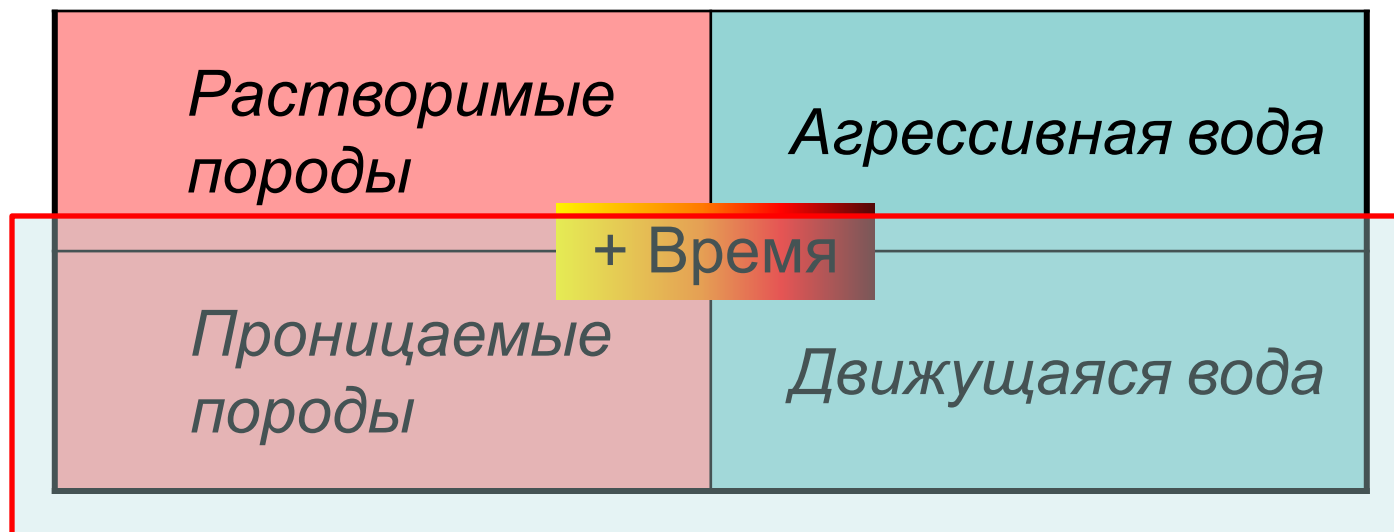 Растворимые
породы
Агрессивная вода
+ Время
Проницаемые
породы
Движущаяся вода